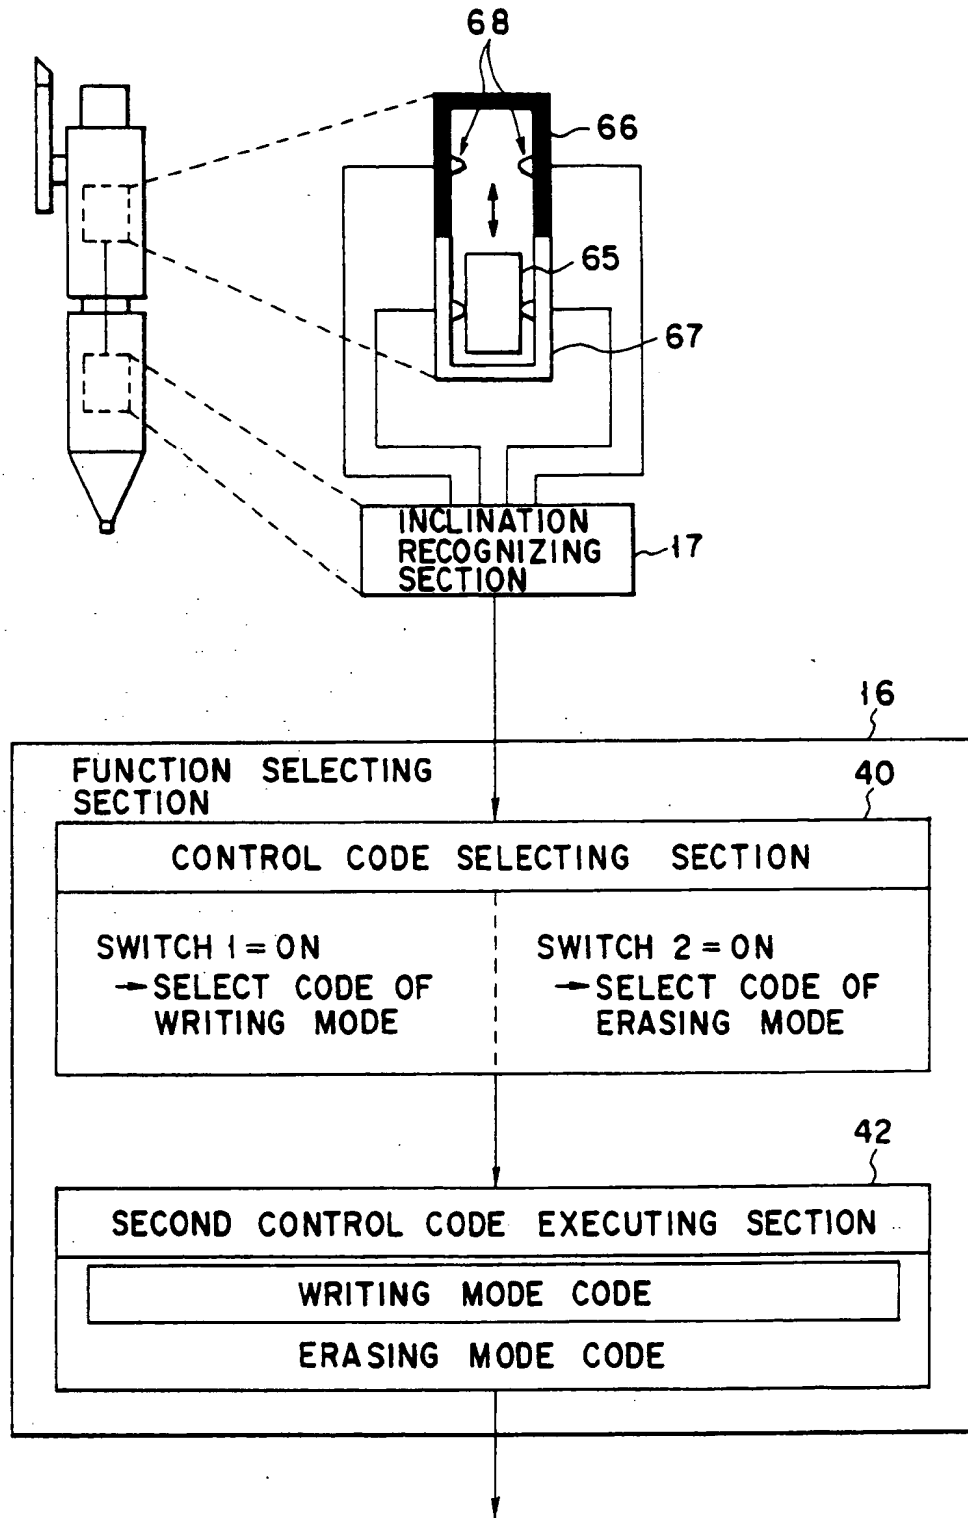 68
66
65
67
INCLINATION
RECOGNIZING
SECTION
17
16
FUNCTION SELECTING
SECTION
40
CONTROL CODE SELECTING SECTION
SWITCH 1 = ON
→ SELECT CODE OF
WRITING MODE
SWITCH 2 = ON
→ SELECT CODE OF
ERASING MODE
42
SECOND CONTROL CODE EXECUTING SECTION
WRITING MODE CODE
ERASING MODE CODE